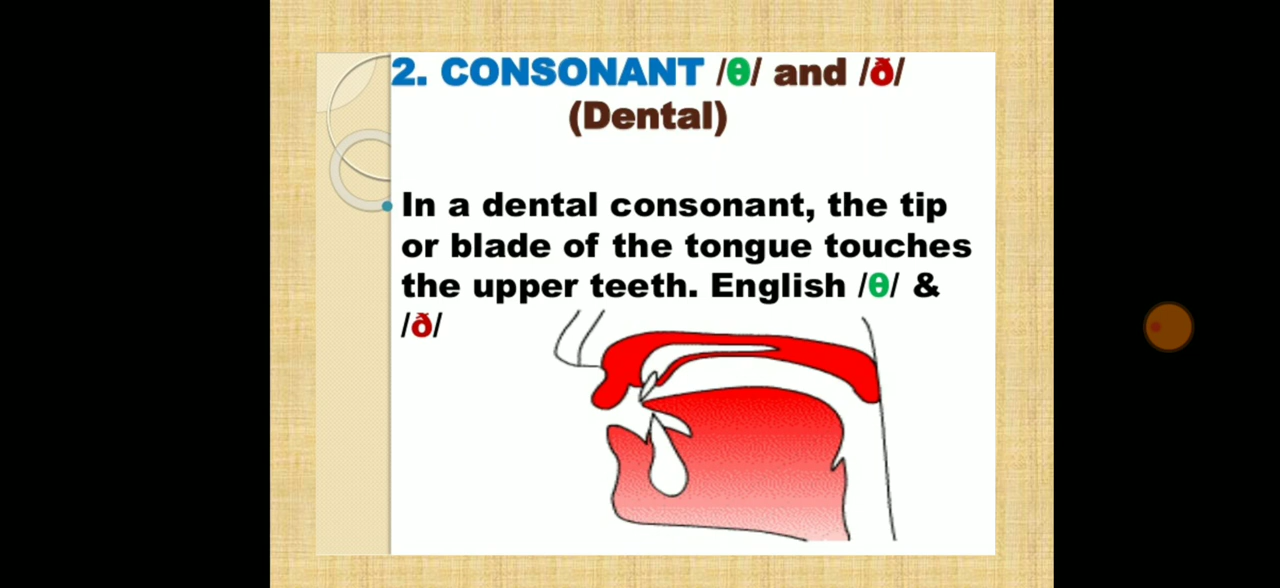 2. CONSONANT /θ/ and /ð/
(Dental)
In a dental consonant, the tip
or blade of the tongue touches
the upper teeth. English /θ/ &
/ð/